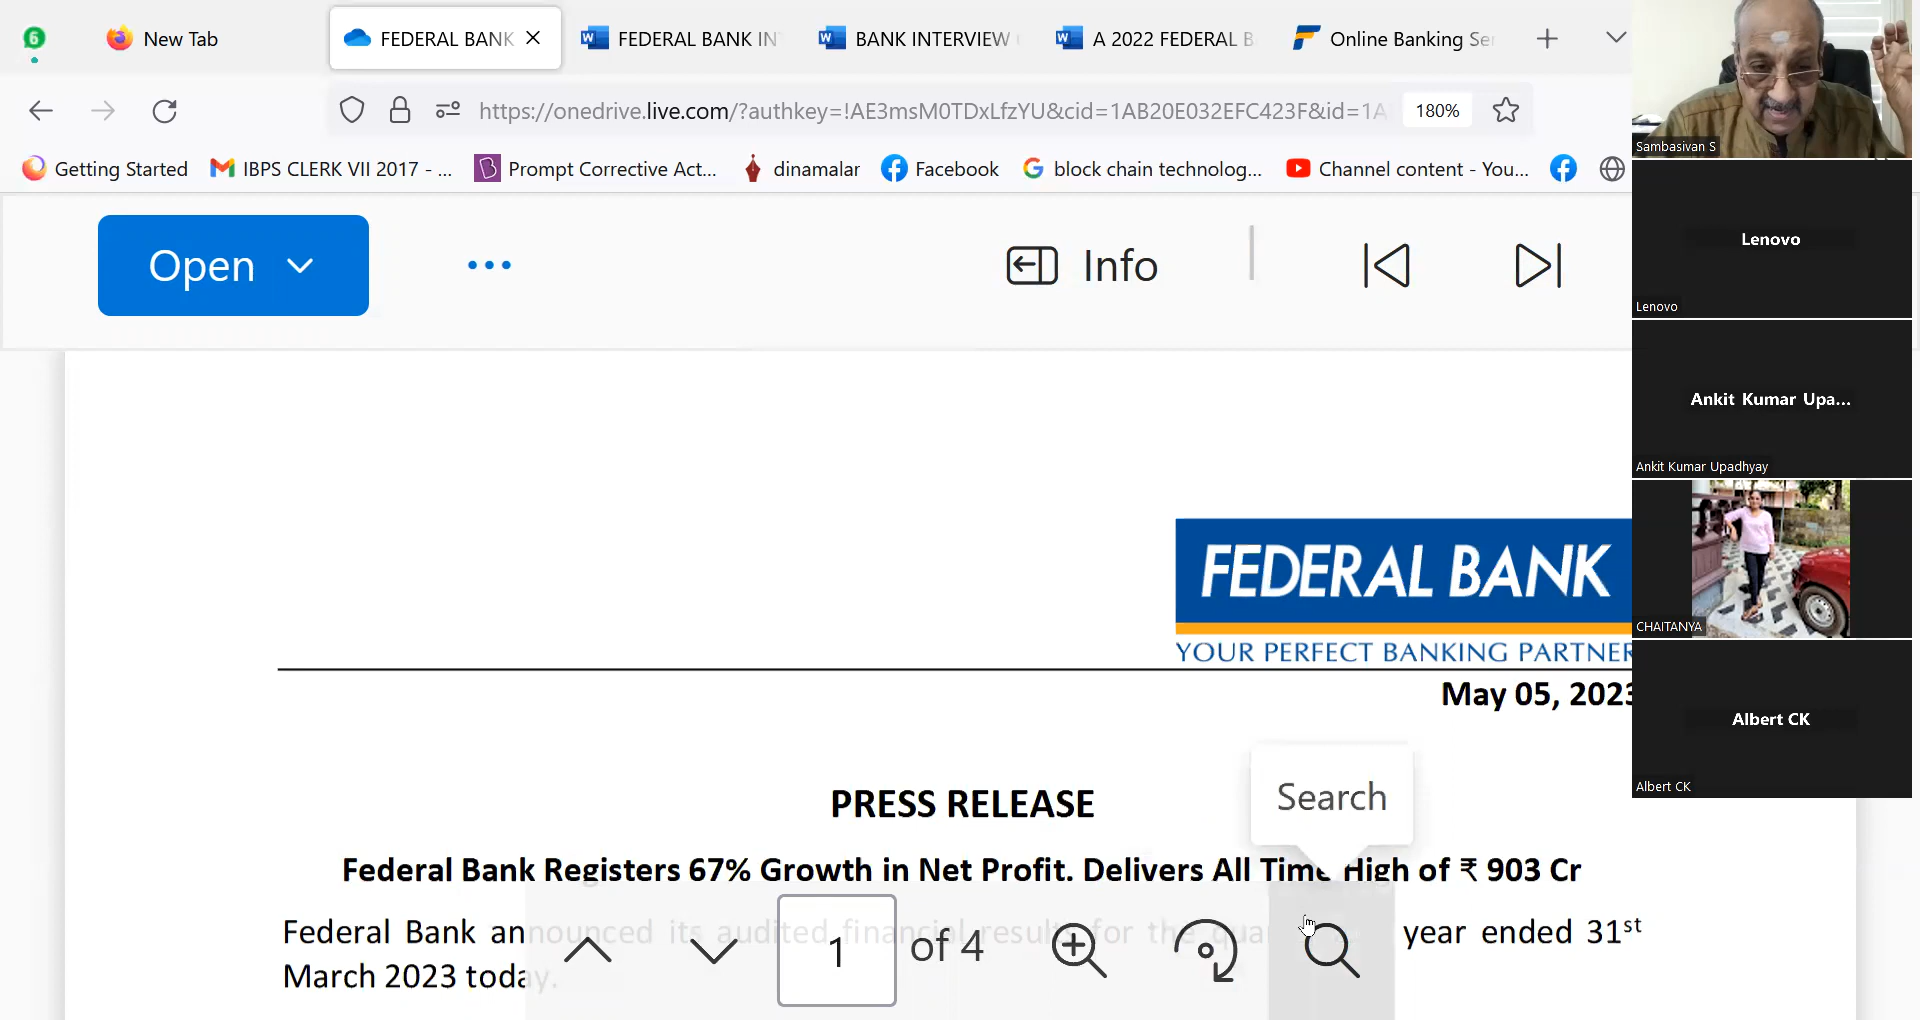 6
New Tab
FEDERAL BANK
FEDERAL BANK IN
BANK INTERVIEW
A 2022 FEDERAL B
Online Banking Se
https://onedrive.live.com/?authkey=!AE3msM0TDxLfzYU&cid=1AB20E032EFC423F&id=1A
180%
Getting Started
IBPS CLERK VII 2017 - ...
Prompt Corrective Act...
dinamalar
Facebook
block chain technolog...
Channel content - You...
Open
Info
FEDERAL BANK
YOUR PERFECT BANKING PARTNER
May 05, 2023
PRESS RELEASE
Search
Federal Bank Registers 67% Growth in Net Profit. Delivers All Time High of ₹ 903 Cr
Federal Bank announced its audited financial results for the year ended 31st
March 2023 today.
1 of 4
Sambasivan S
Lenovo
Lenovo
Ankit Kumar Upa...
Ankit Kumar Upadhyay
CHAITANYA
Albert CK
Albert CK